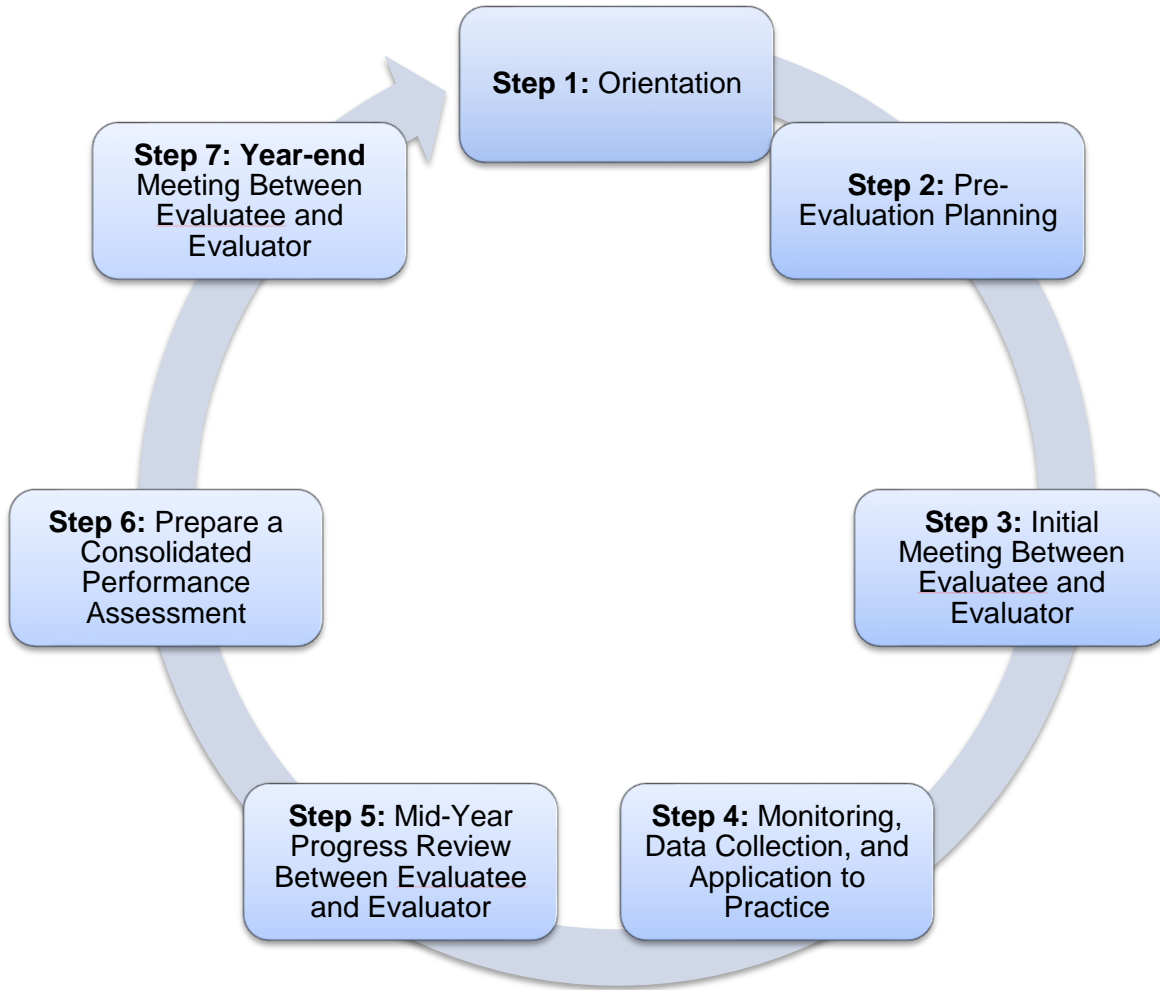 Step 1: Orientation
Step 2: Pre-
Evaluation Planning
Step 3: Initial
Meeting Between
Evaluatee and
Evaluator
Step 4: Monitoring,
Data Collection, and
Application to
Practice
Step 5: Mid-Year
Progress Review
Between Evaluatee
and Evaluator
Step 6: Prepare a
Consolidated
Performance
Assessment
Step 7: Year-end
Meeting Between
Evaluatee and
Evaluator